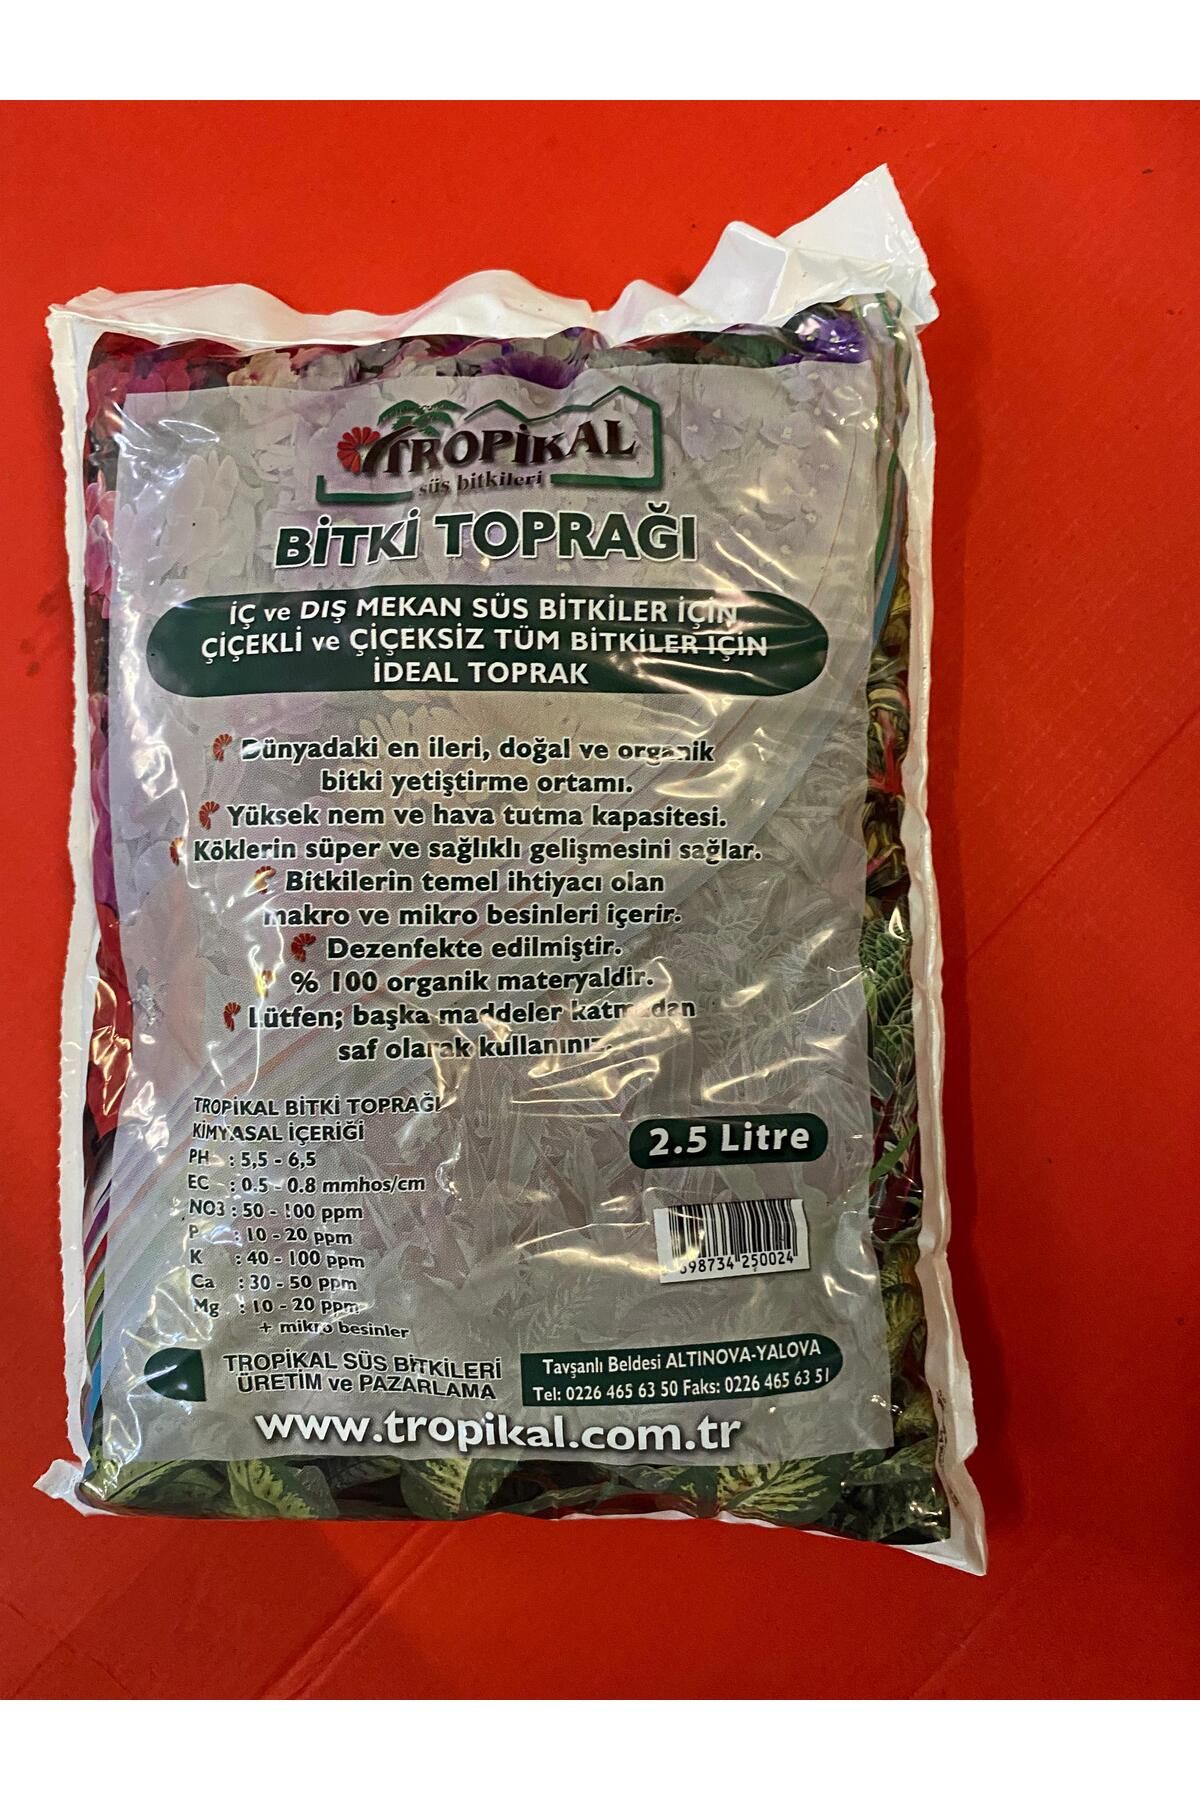 TROPİKAL
süs bitkileri
BİTKİ TOPRAĞI
İÇ ve DIŞ MEKAN SÜS BİTKİLER İÇİN
ÇİÇEKLİ ve ÇİÇEKSİZ TÜM BİTKİLER İÇİN
İDEAL TOPRAK
Dünyadaki en ileri, doğal ve organik
bitki yetiştirme ortamı.
Yüksek nem ve hava tutma kapasitesi.
Köklerin süper ve sağlıklı gelişmesini sağlar.
Bitkilerin temel ihtiyacı olan
makro ve mikro besinleri içerir.
Dezenfekte edilmiştir.
% 100 organik materyaldir.
Lütfen; başka maddeler katmadan
saf olarak kullanınız.
TROPİKAL BİTKİ TOPRAĞI
KİMYASAL İÇERİĞİ
PH : 5,5 - 6,5
EC : 0.5 - 0.8 mmhos/cm
NO3 : 50 - 100 ppm
P : 10 - 20 ppm
K : 40 - 100 ppm
Ca : 30 - 50 ppm
Mg : 10 - 20 ppm
+ mikro besinler
2.5 Litre
698734 250024
TROPİKAL SÜS BİTKİLERİ
ÜRETİM ve PAZARLAMA
Tavşanlı Beldesi ALTINOVA-YALOVA
Tel: 0226 465 63 50 Faks: 0226 465 63 51
www.tropikal.com.tr